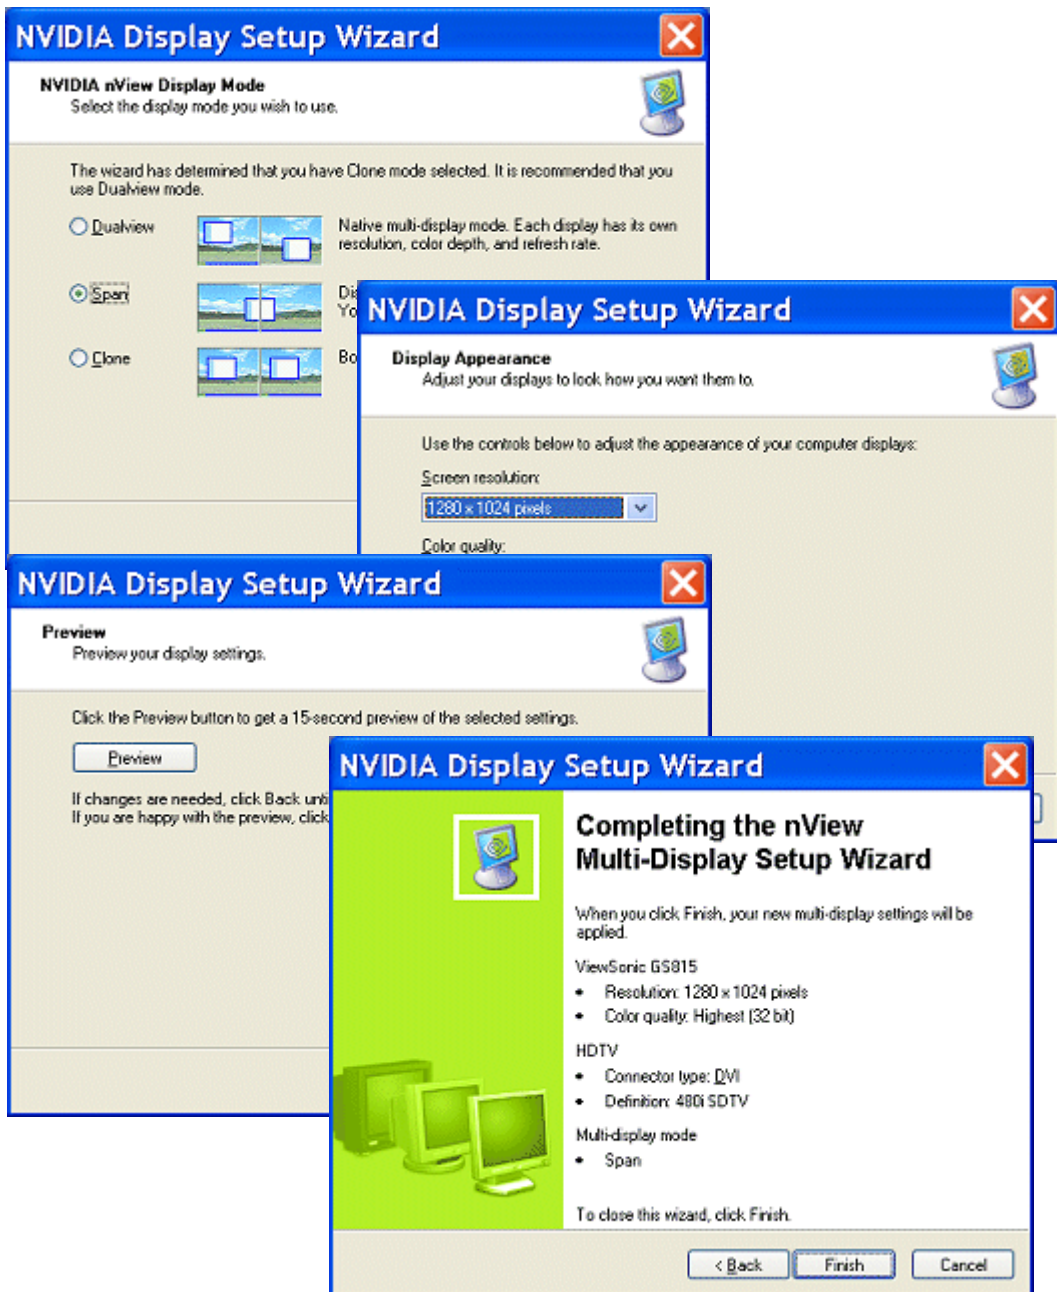 NVIDIA Display Setup Wizard
NVIDIA nView Display Mode
Select the display mode you wish to use.
The wizard has determined that you have Clone mode selected. It is recommended that you
use Dualview mode.
Dualview
Native multi-display mode. Each display has its own
resolution, color depth, and refresh rate.
Span
Clone
NVIDIA Display Setup Wizard
Display Appearance
Adjust your displays to look how you want them to.
Use the controls below to adjust the appearance of your computer displays:
Screen resolution:
1280 x 1024 pixels
Color quality:
NVIDIA Display Setup Wizard
Preview
Preview your display settings.
Click the Preview button to get a 15-second preview of the selected settings.
Preview
If changes are needed, click Back
If you are happy with the preview, click
NVIDIA Display Setup Wizard
Completing the nView
Multi-Display Setup Wizard
When you click Finish, your new multi-display settings will be
applied.
ViewSonic GS815
• Resolution: 1280 x 1024 pixels
• Color quality: Highest (32 bit)
HDTV
• Connector type: DVI
• Definition: 480i SDTV
Multi-display mode
• Span
To close this wizard, click Finish.
< Back Finish Cancel